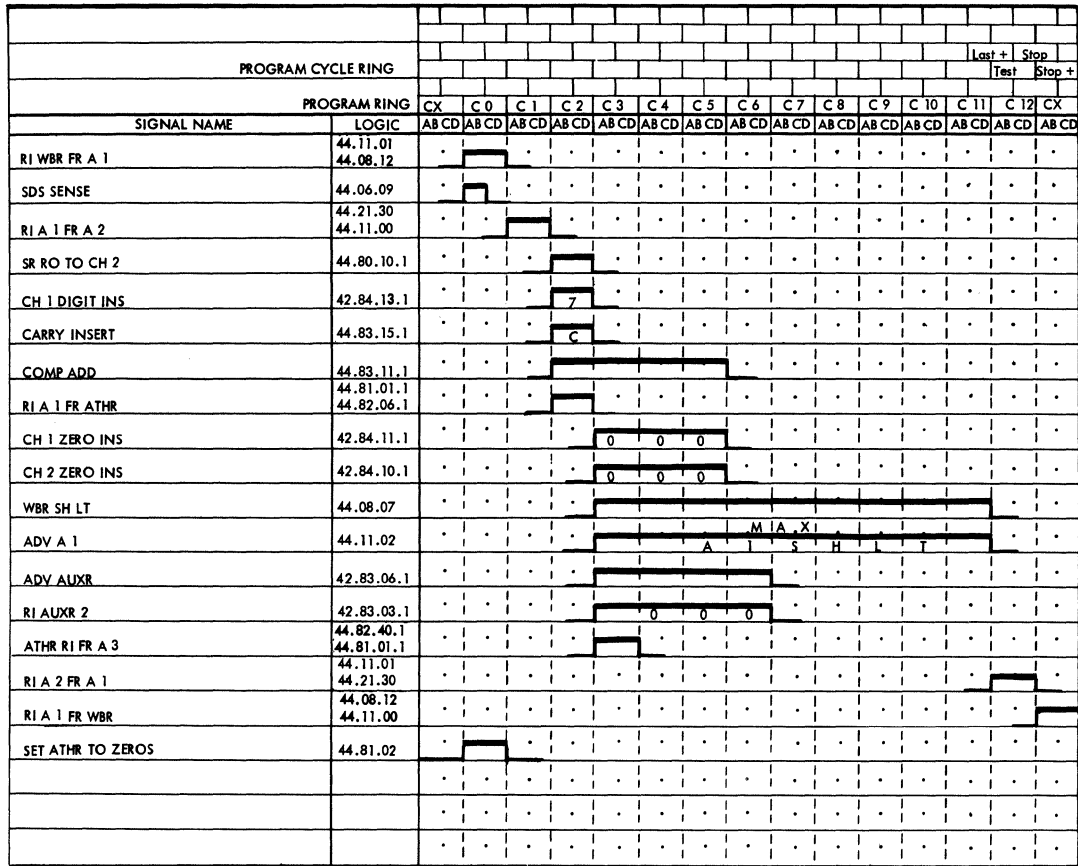 Last + Stop
PROGRAM CYCLE RING Test Stop +
PROGRAM RING CX C 0 C 1 C 2 C 3 C 4 C 5 C 6 C 7 C 8 C 9 C 10 C 11 C 12 CX
SIGNAL NAME LOGIC AB CD AB CD AB CD AB CD AB CD AB CD AB CD AB CD AB CD AB CD AB CD AB CD AB CD AB CD AB CD
44.11.01
RI WBR FR A 1 44.08.12
SDS SENSE 44.06.09
44.21.30
RI A 1 FR A 2 44.11.00
SR RO TO CH 2 44.80.10.1
CH 1 DIGIT INS 42.84.13.1 7
CARRY INSERT 44.83.15.1 C
COMP ADD 44.83.11.1
44.81.01.1
RI A 1 FR ATHR 44.82.06.1
CH 1 ZERO INS 42.84.11.1 0 0 0
CH 2 ZERO INS 42.84.10.1 0 0 0
WBR SH LT 44.08.07
M A X
ADV A 1 44.11.02 A 1 S H L T
ADV AUXR 42.83.06.1
RI AUXR 2 42.83.03.1 0 0 0
44.82.40.1
ATHR RI FR A 3 44.81.01.1
44.11.01
RI A 2 FR A 1 44.21.30
44.08.12
RI A 1 FR WBR 44.11.00
SET ATHR TO ZEROS 44.81.02